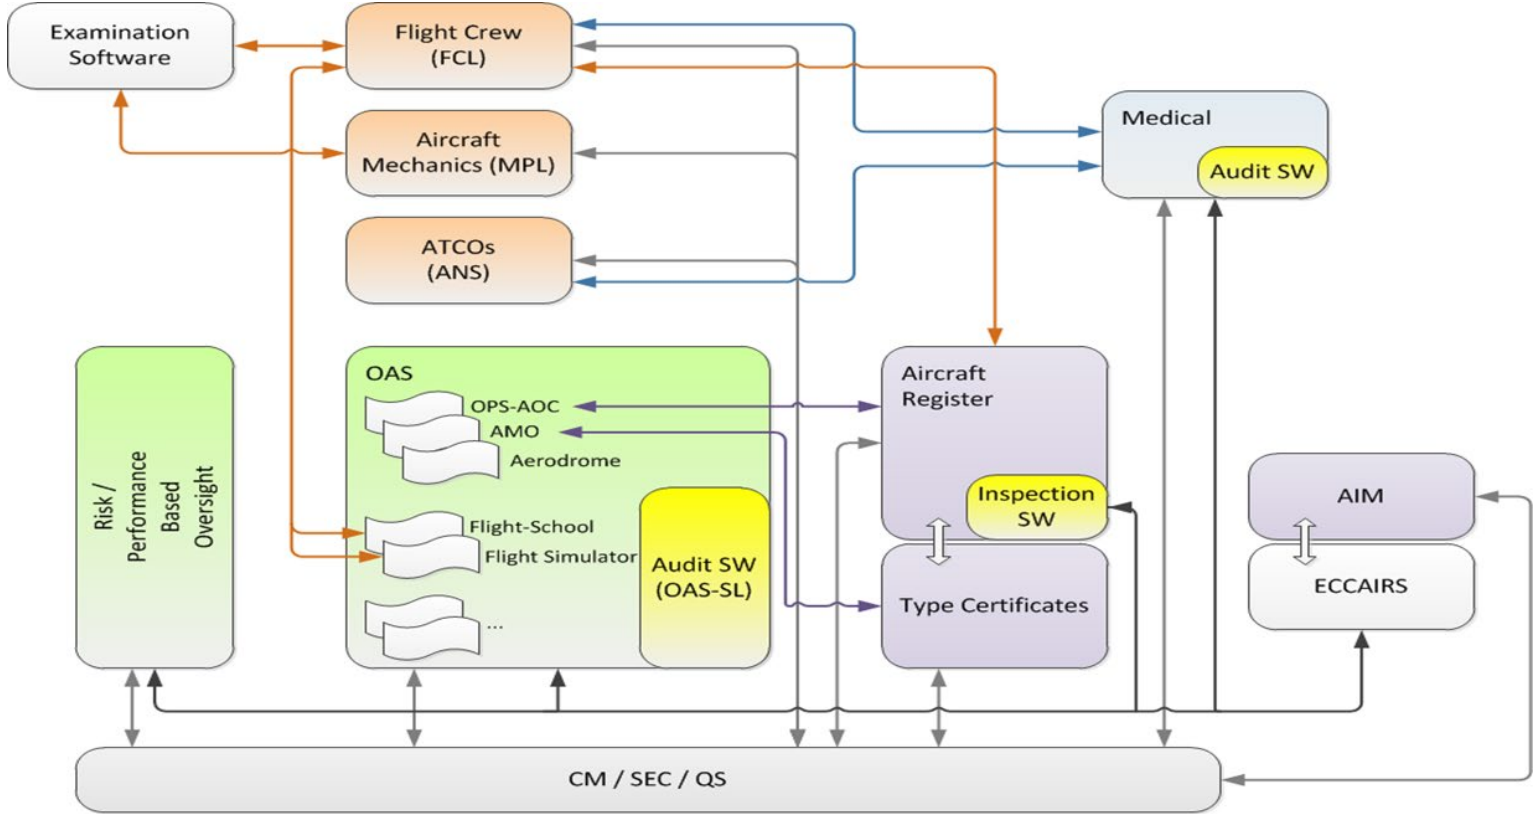 Examination
Software
Flight Crew
(FCL)
Aircraft
Mechanics (MPL)
ATCOs
(ANS)
Medical
Audit SW
Risk /
Performance
Based
Oversight
OAS
OPS-AOC
AMO
Aerodrome
Flight-School
Flight Simulator
...
Audit SW
(OAS-SL)
Aircraft
Register
Inspection
SW
Type Certificates
AIM
ECCAIRS
CM / SEC / QS